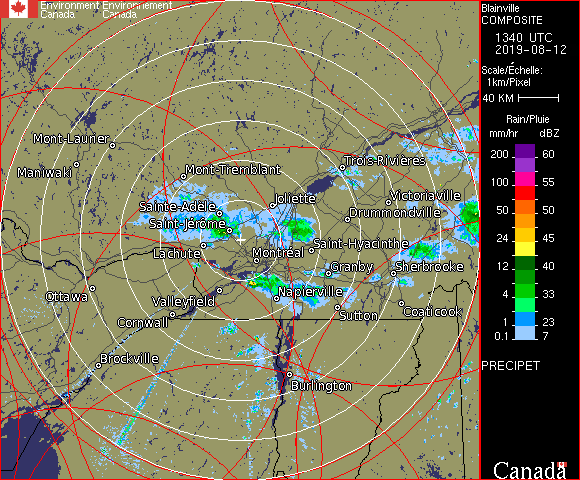 Environment Environnement
Canada Canada
Mont-Laurier
Maniwaki
Mont-Tremblant
Trois-Rivières
Sainte-Adèle
Joliette
Victoriaville
Saint-Jérome
Drummondville
Lachute
Montréal
Saint-Hyacinthe
Granby
Sherbrooke
Ottawa
Valleyfield
Napierville
Cornwall
Sutton
Coaticook
Brockville
Burlington
Blainville
COMPOSITE
1340 UTC
2019-08-12
Scale/Échelle:
1km/Pixel
40 KM
Rain/Pluie
mm/hr dBZ
200 60
100 55
50 50
24 45
12 40
4 33
1 23
0.1 7
PRECIPET
Canada